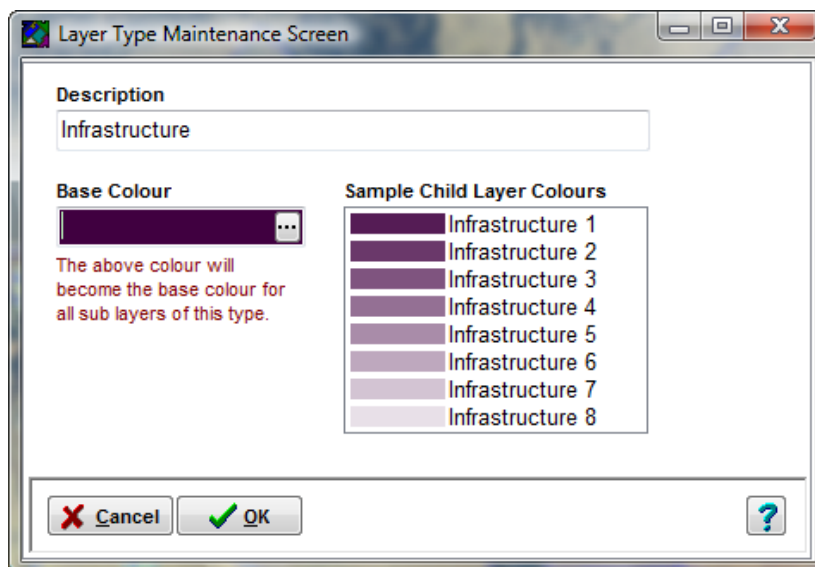 Layer Type Maintenance Screen
Description
Infrastructure
Base Colour
...
The above colour will
become the base colour for
all sub layers of this type.
Sample Child Layer Colours
Infrastructure 1
Infrastructure 2
Infrastructure 3
Infrastructure 4
Infrastructure 5
Infrastructure 6
Infrastructure 7
Infrastructure 8
Cancel
OK
?